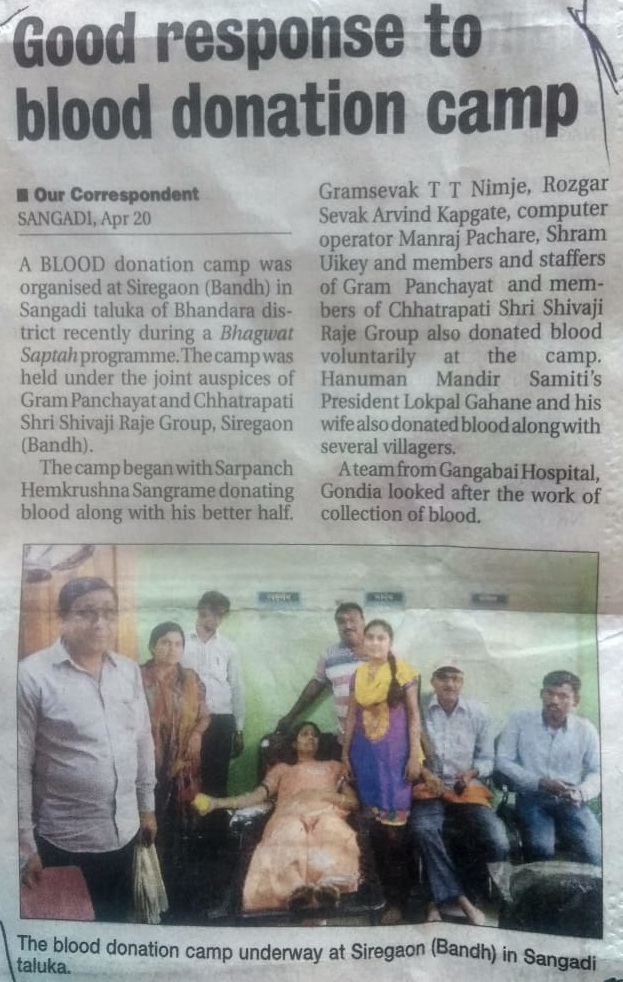 Good response to
blood donation camp
■ Our Correspondent
SANGADI, Apr 20
A BLOOD donation camp was
organised at Siregaon (Bandh) in
Sangadi taluka of Bhandara dis-
trict recently during a Bhagwat
Saptah programme. The camp was
held under the joint auspices of
Gram Panchayat and Chhatrapati
Shri Shivaji Raje Group, Siregaon
(Bandh).
The camp began with Sarpanch
Hemkrushna Sangrame donating
blood along with his better half.
Gramsevak T T Nimje, Rozgar
Sevak Arvind Kapgate, computer
operator Manraj Pachare, Shram
Uikey and members and staffers
of Gram Panchayat and mem-
bers of Chhatrapati Shri Shivaji
Raje Group also donated blood
voluntarily at the camp.
Hanuman Mandir Samiti's
President Lokpal Gahane and his
wife also donated blood along with
several villagers.
A team from Gangabai Hospital,
Gondia looked after the work of
collection of blood.
The blood donation camp underway at Siregaon (Bandh) in Sangadi
taluka.